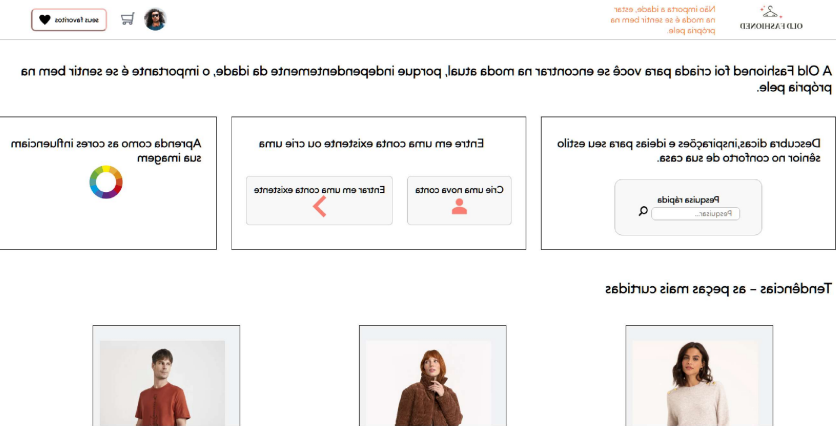 OLD FASHIONED
Não importa a idade, estar
na moda é se sentir bem na
própria pele.
seus favoritos
A Old Fashioned foi criada para você se encontrar na moda atual, porque independentemente da idade, o importante é se sentir bem na
própria pele.
Descubra dicas,inspirações e ideias para seu estilo
sênior no conforto de sua casa.
Pesquisa rápida
Pesquisar...
Entre em uma conta existente ou crie uma
Crie uma nova conta
Entrar em uma conta existente
Aprenda como as cores influenciam
sua imagem
Tendências – as peças mais curtidas